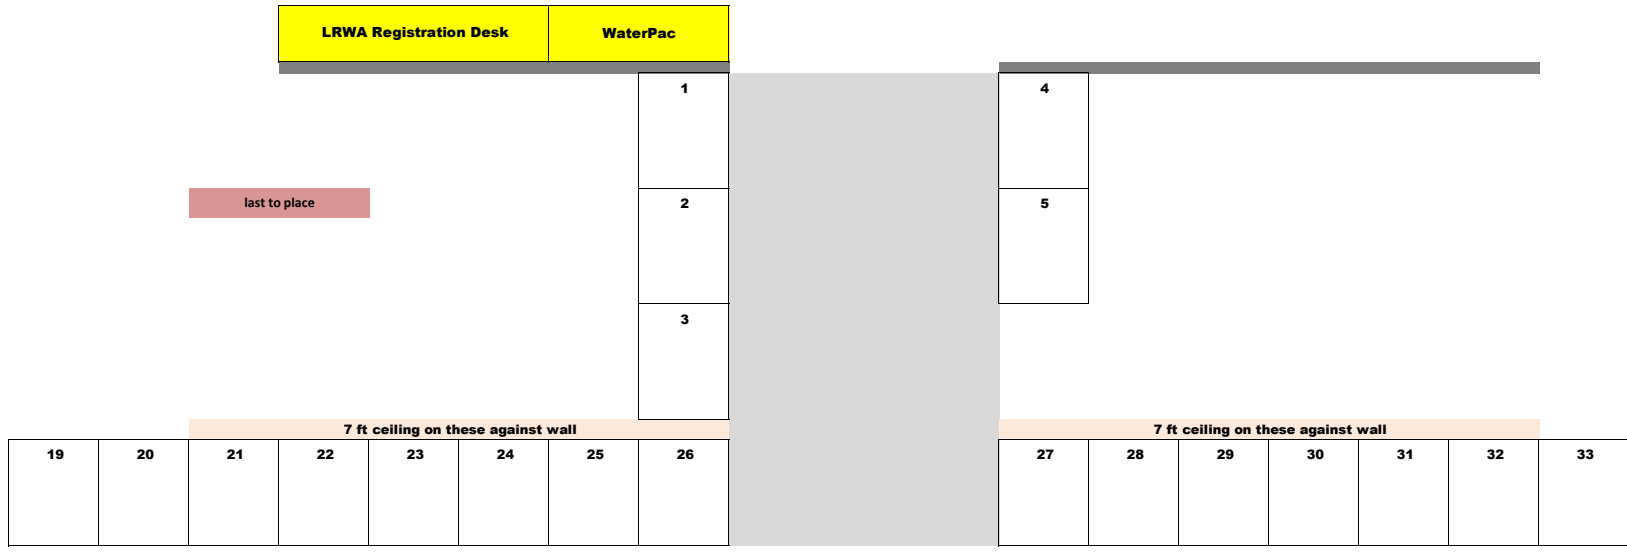 LRWA Registration Desk
WaterPac
1
4
last to place
2
5
3
7 ft ceiling on these against wall
7 ft ceiling on these against wall
19 20 21 22 23 24 25 26
27 28 29 30 31 32 33